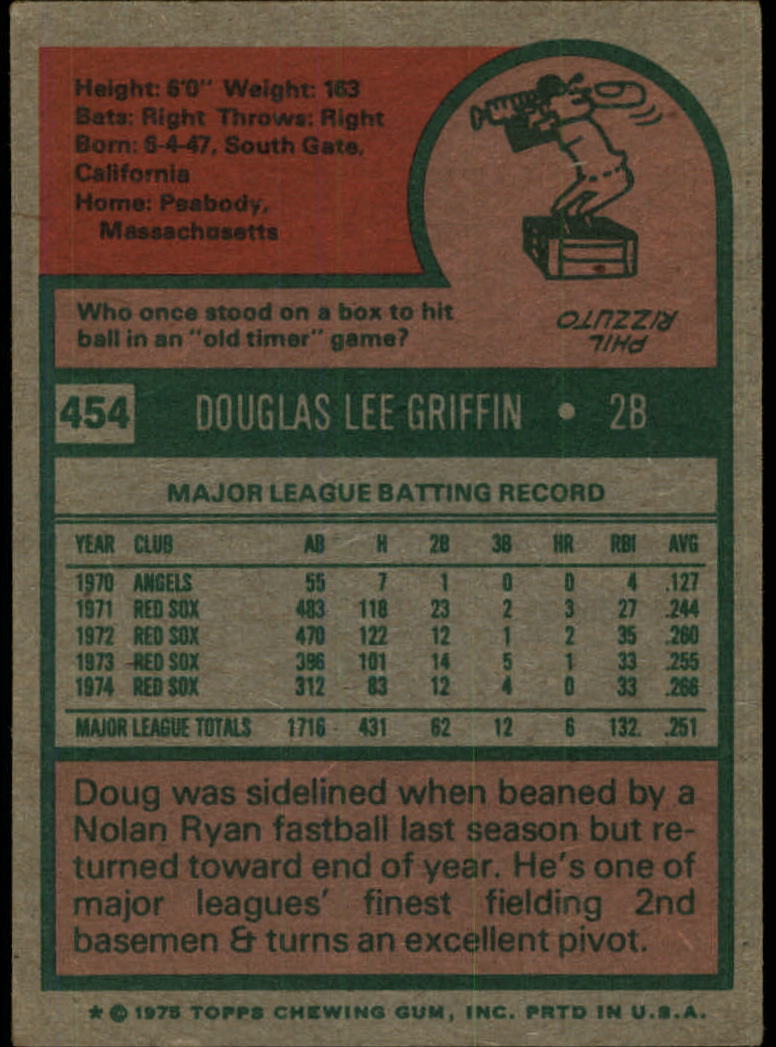 Height: 6'0" Weight: 163
Bats: Right Throws: Right
Born: 6-4-47, South Gate,
California
Home: Peabody,
Massachusetts
Who once stood on a box to hit
ball in an "old timer" game?
PHIL
RIZZUTO
454 DOUGLAS LEE GRIFFIN • 2B
MAJOR LEAGUE BATTING RECORD
YEAR CLUB AB H 2B 3B HR RBI AVG
1970 ANGELS 55 7 1 0 0 4 .127
1971 RED SOX 483 118 23 2 3 27 .244
1972 RED SOX 470 122 12 1 2 35 .260
1973 RED SOX 396 101 14 5 1 33 .255
1974 RED SOX 312 83 12 4 0 33 .266
MAJOR LEAGUE TOTALS 1716 431 62 12 6 132 .251
Doug was sidelined when beaned by a
Nolan Ryan fastball last season but re-
turned toward end of year. He's one of
major leagues' finest fielding 2nd
basemen & turns an excellent pivot.
* © 1975 TOPPS CHEWING GUM, INC. PRTD IN U.S.A.